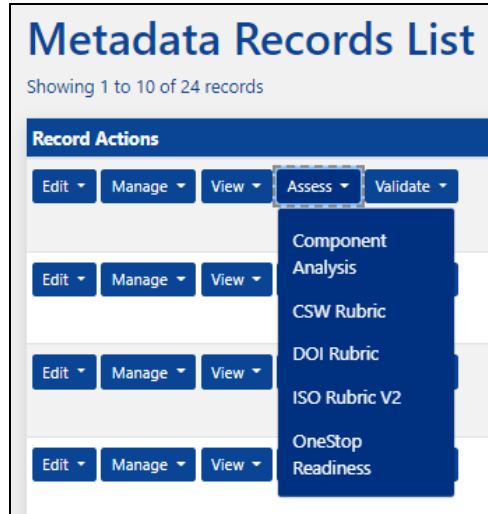 Metadata Records List
Showing 1 to 10 of 24 records
Record Actions
Edit Manage View Assess Validate
Component
Analysis
Edit Manage View
CSW Rubric
DOI Rubric
Edit Manage View
ISO Rubric V2
OneStop
Readiness
Edit Manage View